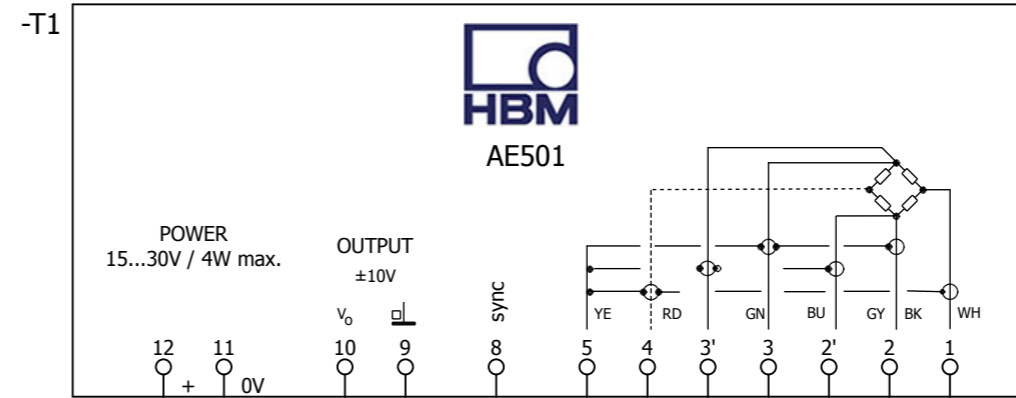 -T1
HBM
AE501
POWER
15...30V / 4W max.
OUTPUT
±10V
Vo
sync
YE RD GN BU GY BK WH
12 11 10 9 8 5 4 3' 3 2' 2 1
+ 0V